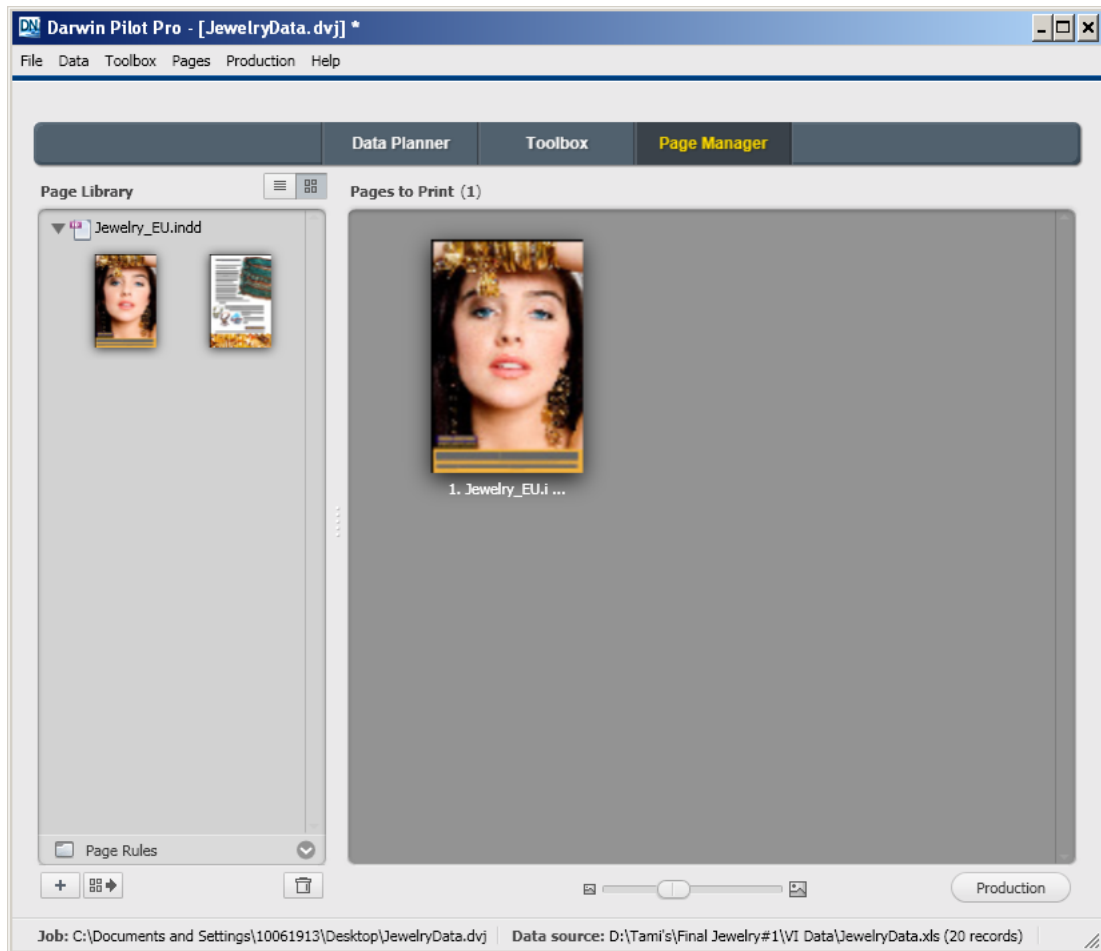 DN Darwin Pilot Pro - [JewelryData.dvj] *
File Data Toolbox Pages Production Help
Data Planner Toolbox Page Manager
Page Library
Pages to Print (1)
Jewelry_EU.indd
1. Jewelry_EU.i ...
Page Rules
Production
Job: C:\Documents and Settings\10061913\Desktop\JewelryData.dvj Data source: D:\Tami's\Final Jewelry#1\VI Data\JewelryData.xls (20 records)